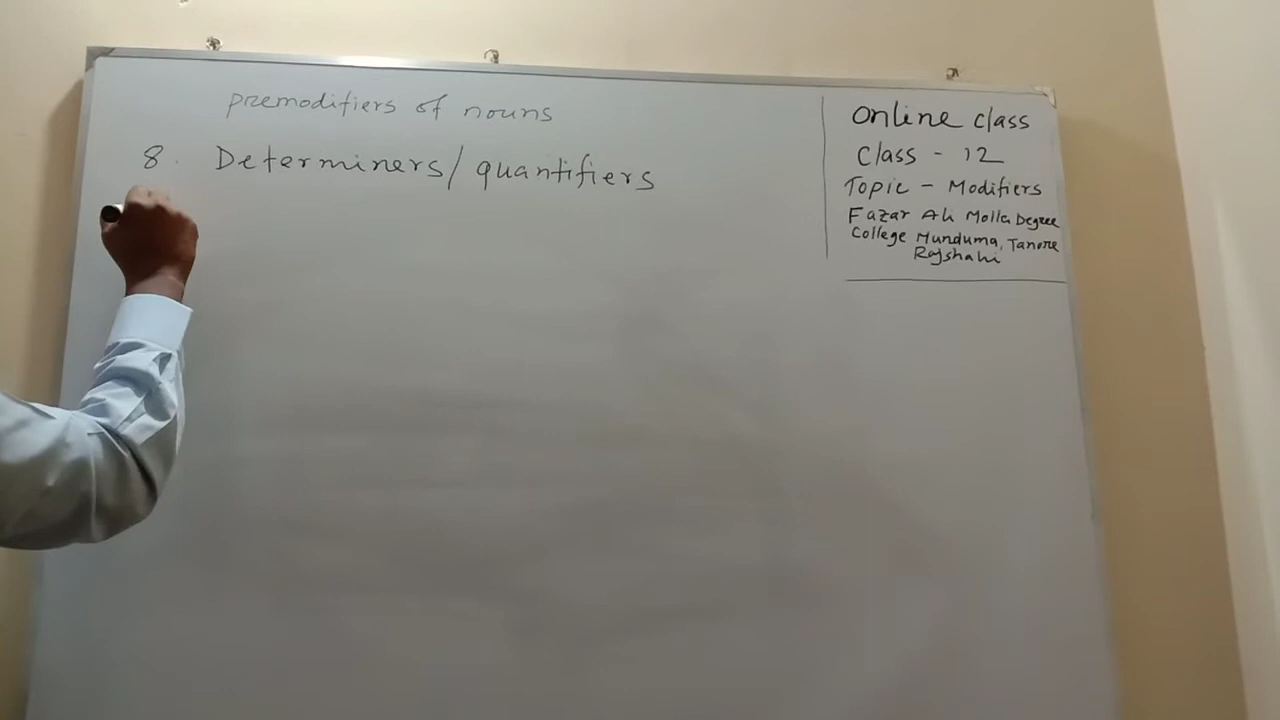 premodifiers of nouns
8. Determiners/quantifiers
Online class
Class - 12
Topic - Modifiers
Fazar Ali Molla Degree
College Munduma, Tanore
Rajshahi